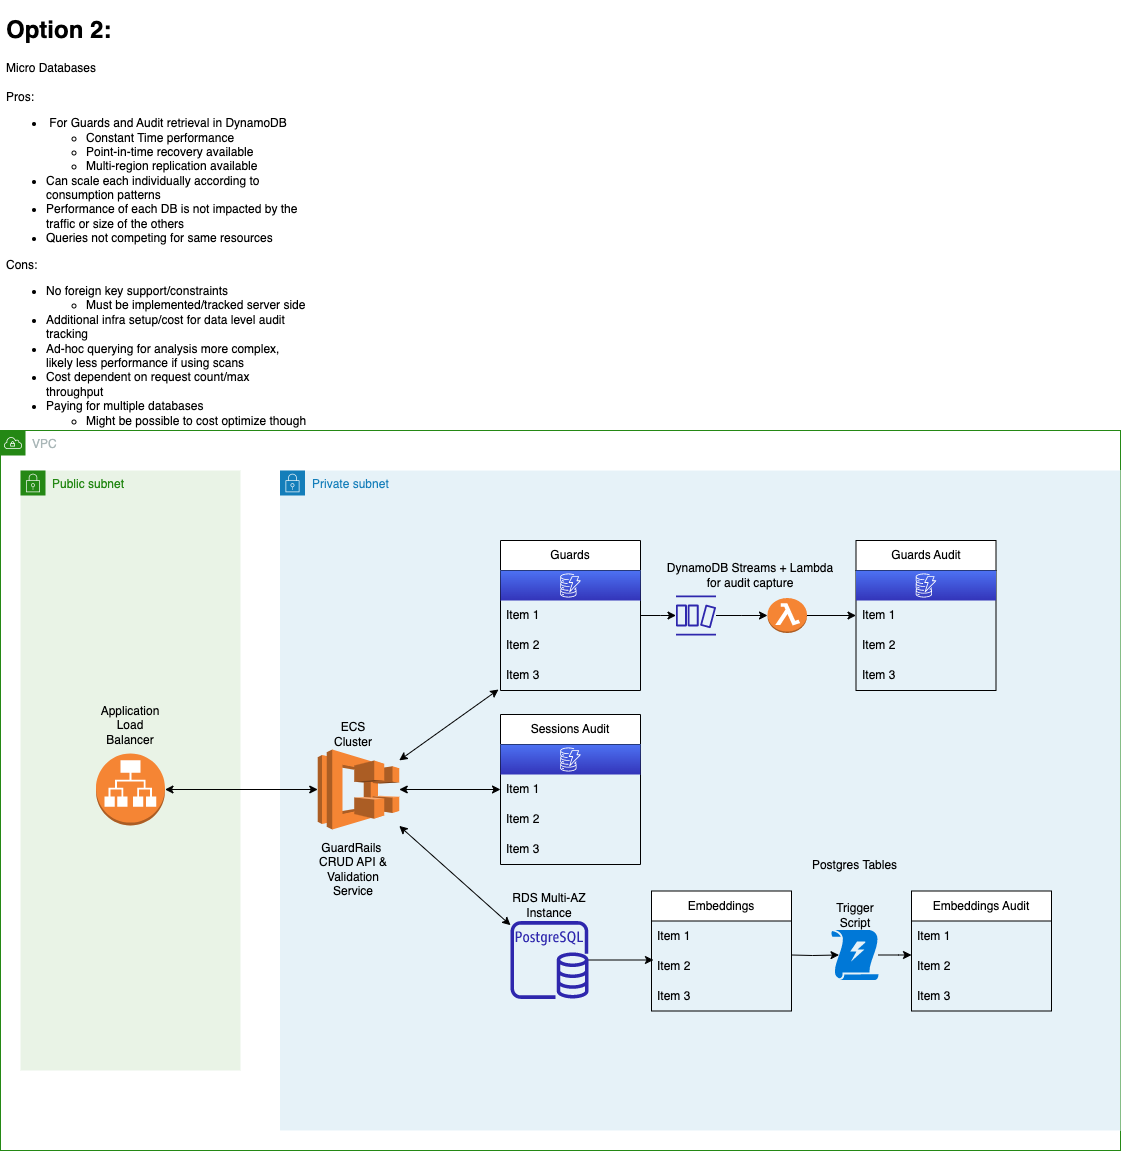 Option 2:
Micro Databases
Pros:
For Guards and Audit retrieval in DynamoDB
Constant Time performance
Point-in-time recovery available
Multi-region replication available
Can scale each individually according to
consumption patterns
Performance of each DB is not impacted by the
traffic or size of the others
Queries not competing for same resources
Cons:
No foreign key support/constraints
Must be implemented/tracked server side
Additional infra setup/cost for data level audit
tracking
Ad-hoc querying for analysis more complex,
likely less performance if using scans
Cost dependent on request count/max
throughput
Paying for multiple databases
Might be possible to cost optimize though
VPC
Public subnet
Private subnet
Guards
Item 1
Item 2
Item 3
DynamoDB Streams + Lambda
for audit capture
Guards Audit
Item 1
Item 2
Item 3
Application
Load
Balancer
ECS
Cluster
GuardRails
CRUD API &
Validation
Service
Sessions Audit
Item 1
Item 2
Item 3
Postgres Tables
RDS Multi-AZ
Instance
PostgreSQL
Embeddings
Item 1
Item 2
Item 3
Trigger
Script
Embeddings Audit
Item 1
Item 2
Item 3